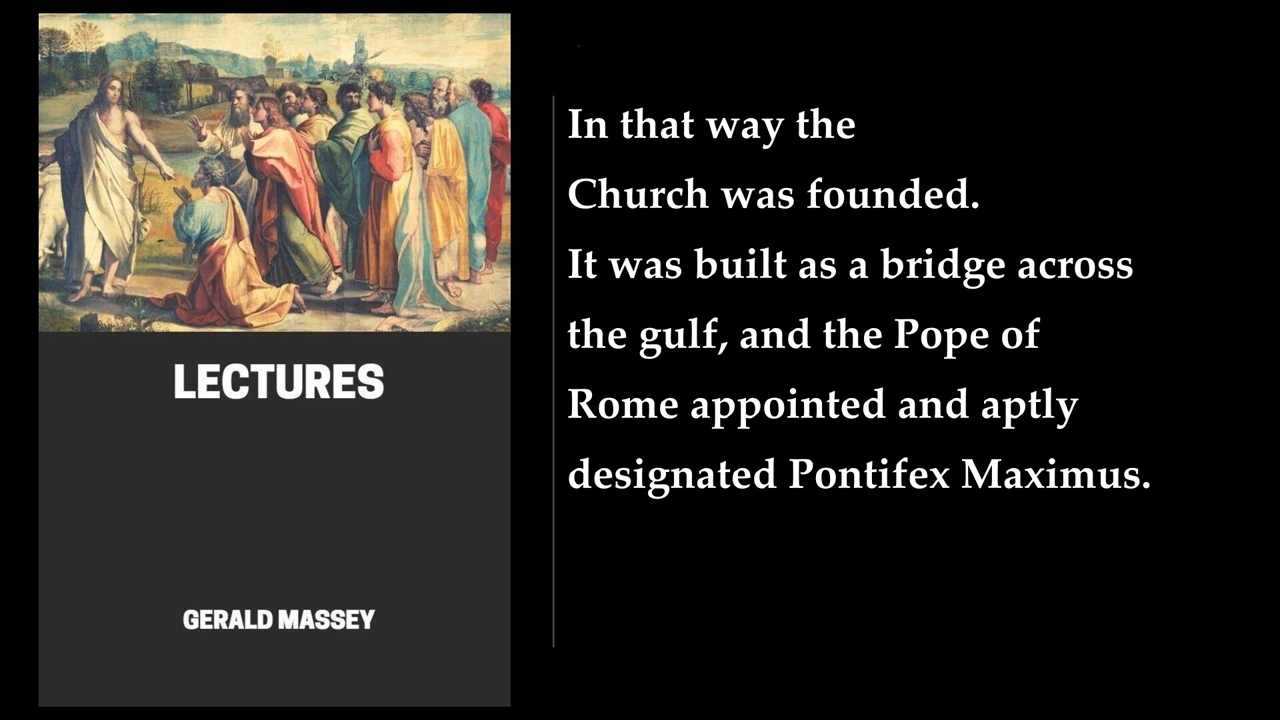 LECTURES
GERALD MASSEY
In that way the
Church was founded.
It was built as a bridge across
the gulf, and the Pope of
Rome appointed and aptly
designated Pontifex Maximus.